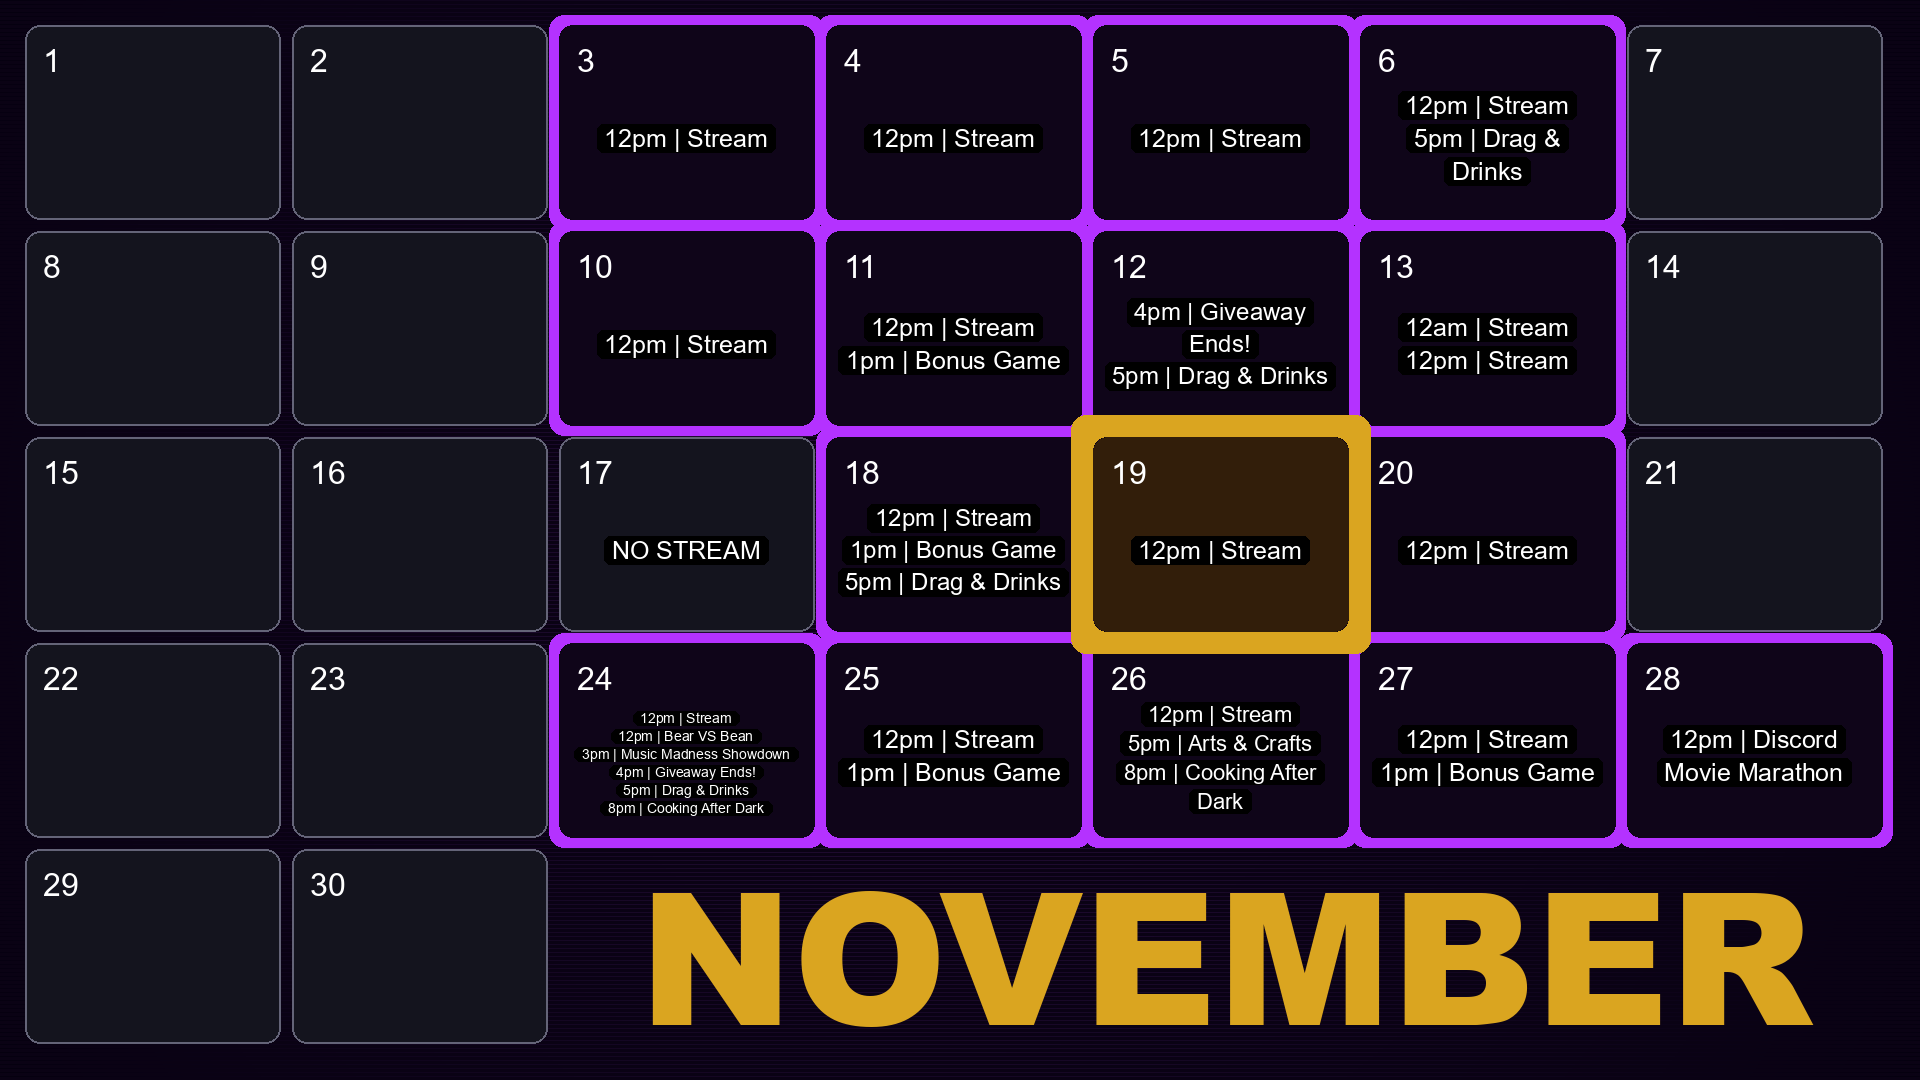 1
2
3
12pm | Stream
4
12pm | Stream
5
12pm | Stream
6
12pm | Stream
5pm | Drag &
Drinks
7
8
9
10
12pm | Stream
11
12pm | Stream
1pm | Bonus Game
12
4pm | Giveaway
Ends!
5pm | Drag & Drinks
13
12am | Stream
12pm | Stream
14
15
16
17
NO STREAM
18
12pm | Stream
1pm | Bonus Game
5pm | Drag & Drinks
19
12pm | Stream
20
12pm | Stream
21
22
23
24
12pm | Stream
12pm | Bear VS Bean
3pm | Music Madness Showdown
4pm | Giveaway Ends!
5pm | Drag & Drinks
8pm | Cooking After Dark
25
12pm | Stream
1pm | Bonus Game
26
12pm | Stream
5pm | Arts & Crafts
8pm | Cooking After
Dark
27
12pm | Stream
1pm | Bonus Game
28
12pm | Discord
Movie Marathon
29
30
NOVEMBER